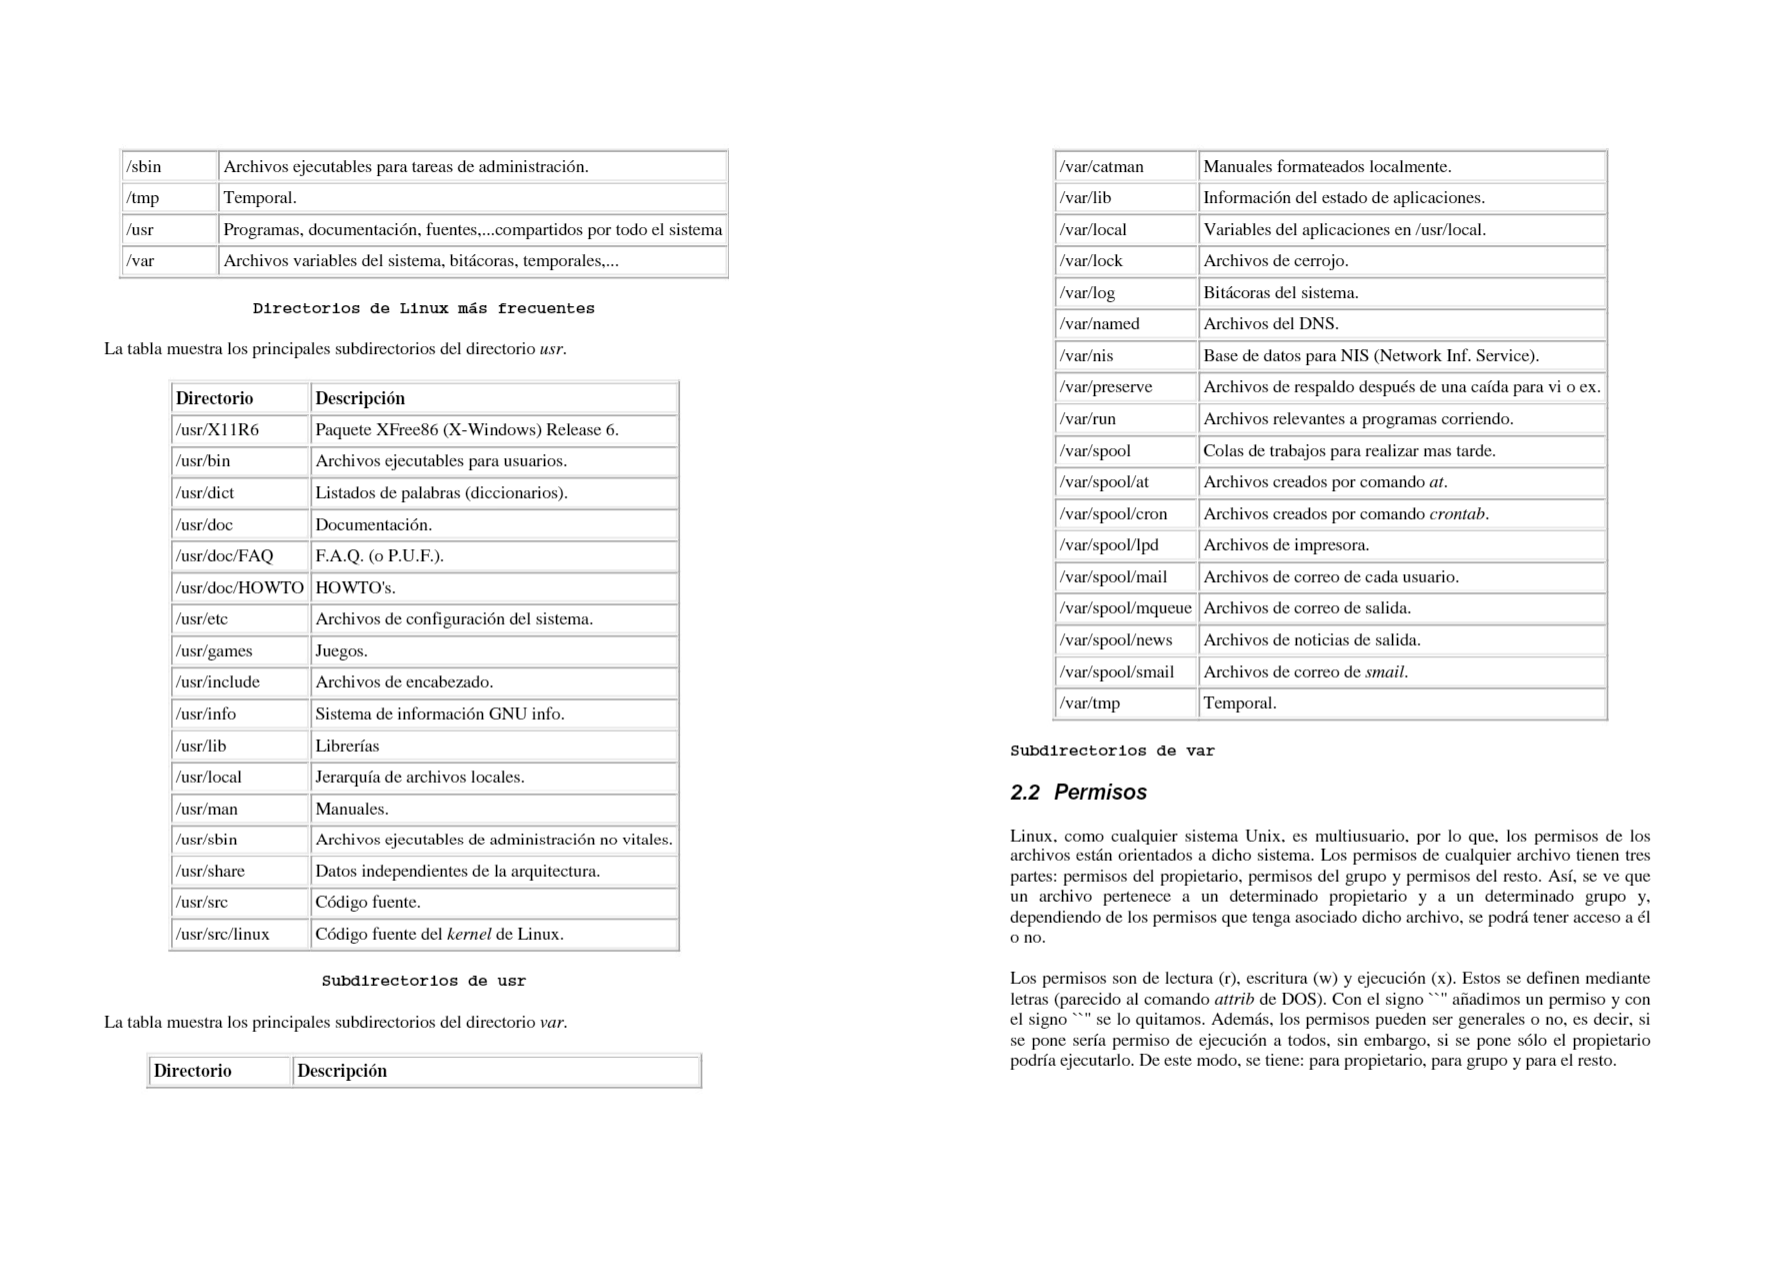 /sbin Archivos ejecutables para tareas de administración.
/tmp Temporal.
/usr Programas, documentación, fuentes,...compartidos por todo el sistema
/var Archivos variables del sistema, bitácoras, temporales,...
Directorios de Linux más frecuentes
La tabla muestra los principales subdirectorios del directorio usr.
Directorio Descripción
/usr/X11R6 Paquete XFree86 (X-Windows) Release 6.
/usr/bin Archivos ejecutables para usuarios.
/usr/dict Listados de palabras (diccionarios).
/usr/doc Documentación.
/usr/doc/FAQ F.A.Q. (o P.U.F.).
/usr/doc/HOWTO HOWTO's.
/usr/etc Archivos de configuración del sistema.
/usr/games Juegos.
/usr/include Archivos de encabezado.
/usr/info Sistema de información GNU info.
/usr/lib Librerías
/usr/local Jerarquía de archivos locales.
/usr/man Manuales.
/usr/sbin Archivos ejecutables de administración no vitales.
/usr/share Datos independientes de la arquitectura.
/usr/src Código fuente.
/usr/src/linux Código fuente del kernel de Linux.
Subdirectorios de usr
La tabla muestra los principales subdirectorios del directorio var.
Directorio Descripción
/var/catman Manuales formateados localmente.
/var/lib Información del estado de aplicaciones.
/var/local Variables del aplicaciones en /usr/local.
/var/lock Archivos de cerrojo.
/var/log Bitácoras del sistema.
/var/named Archivos del DNS.
/var/nis Base de datos para NIS (Network Inf. Service).
/var/preserve Archivos de respaldo después de una caída para vi o ex.
/var/run Archivos relevantes a programas corriendo.
/var/spool Colas de trabajos para realizar mas tarde.
/var/spool/at Archivos creados por comando at.
/var/spool/cron Archivos creados por comando crontab.
/var/spool/lpd Archivos de impresora.
/var/spool/mail Archivos de correo de cada usuario.
/var/spool/mqueue Archivos de correo de salida.
/var/spool/news Archivos de noticias de salida.
/var/spool/smail Archivos de correo de smail.
/var/tmp Temporal.
Subdirectorios de var
2.2 Permisos
Linux, como cualquier sistema Unix, es multiusuario, por lo que, los permisos de los
archivos están orientados a dicho sistema. Los permisos de cualquier archivo tienen tres
partes: permisos del propietario, permisos del grupo y permisos del resto. Así, se ve que
un archivo pertenece a un determinado propietario y a un determinado grupo y,
dependiendo de los permisos que tenga asociado dicho archivo, se podrá tener acceso a él
o no.
Los permisos son de lectura (r), escritura (w) y ejecución (x). Estos se definen mediante
letras (parecido al comando attrib de DOS). Con el signo ``'' añadimos un permiso y con
el signo ``'' se lo quitamos. Además, los permisos pueden ser generales o no, es decir, si
se pone sería permiso de ejecución a todos, sin embargo, si se pone sólo el propietario
podría ejecutarlo. De este modo, se tiene: para propietario, para grupo y para el resto.